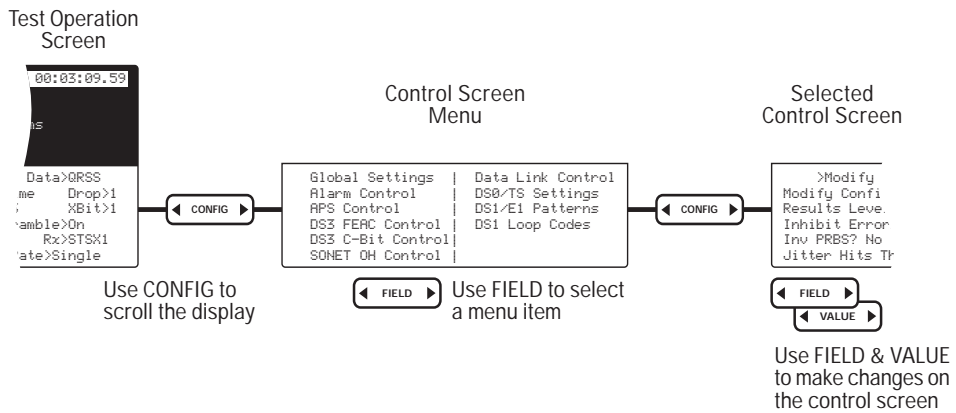 Test Operation
Screen
00:03:09.59
ns
Data>QRSS
me Drop>1
XBit>1
amble>On
Rx>STSX1
ate>Single
CONFIG
Use CONFIG to
scroll the display
Control Screen
Menu
Global Settings | Data Link Control
Alarm Control | DS0/TS Settings
APS Control | DS1/E1 Patterns
DS3 FEAC Control | DS1 Loop Codes
DS3 C-Bit Control|
SONET OH Control |
FIELD
Use FIELD to select
a menu item
CONFIG
Selected
Control Screen
>Modify
Modify Confi
Results Leve
Inhibit Error
Inv PRBS? No
Jitter Hits Th
FIELD
VALUE
Use FIELD & VALUE
to make changes on
the control screen